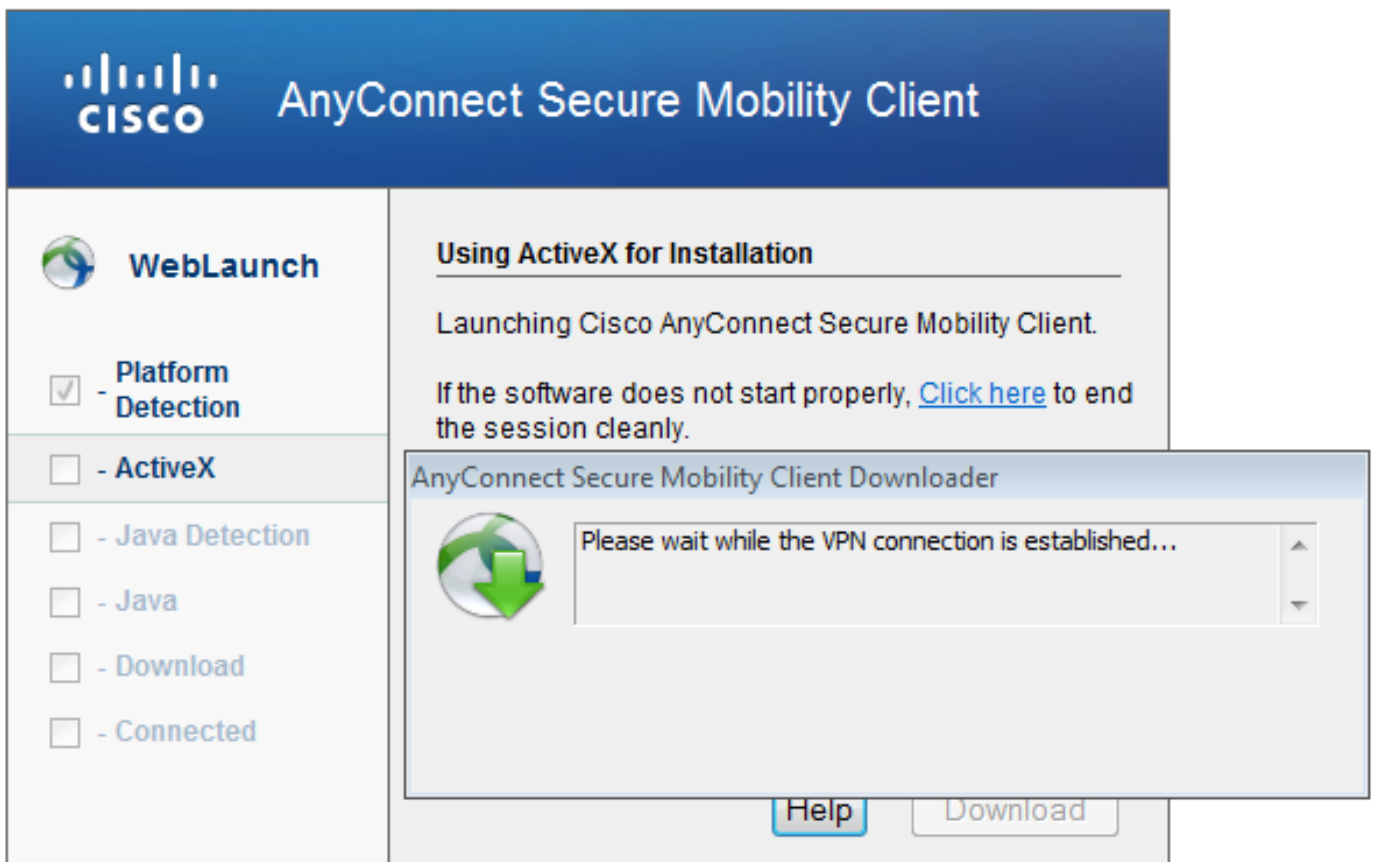 CISCO
AnyConnect Secure Mobility Client
WebLaunch
- Platform
Detection
- ActiveX
- Java Detection
- Java
- Download
- Connected
Using ActiveX for Installation
Launching Cisco AnyConnect Secure Mobility Client.
If the software does not start properly, Click here to end
the session cleanly.
AnyConnect Secure Mobility Client Downloader
Please wait while the VPN connection is established...
Help
Download